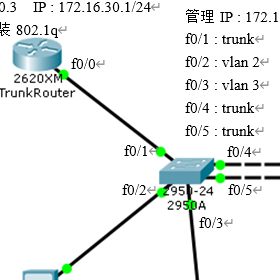 0.3 IP : 172.16.30.1/24↵
装 802.1q↵
管理 IP : 172.1
f0/1 : trunk↵
f0/2 : vlan 2↵
f0/3 : vlan 3↵
f0/4 : trunk↵
f0/5 : trunk↵
f0/0↵
2620XM
TrunkRouter
f0/1↵
f0/4↵
f0/2↵
2950-24
2950A
f0/5↵
f0/3↵